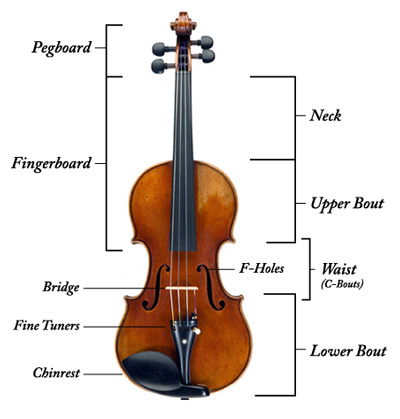 Pegboard
Neck
Fingerboard
Upper Bout
F-Holes
Waist
(C-Bouts)
Bridge
Fine Tuners
Lower Bout
Chinrest